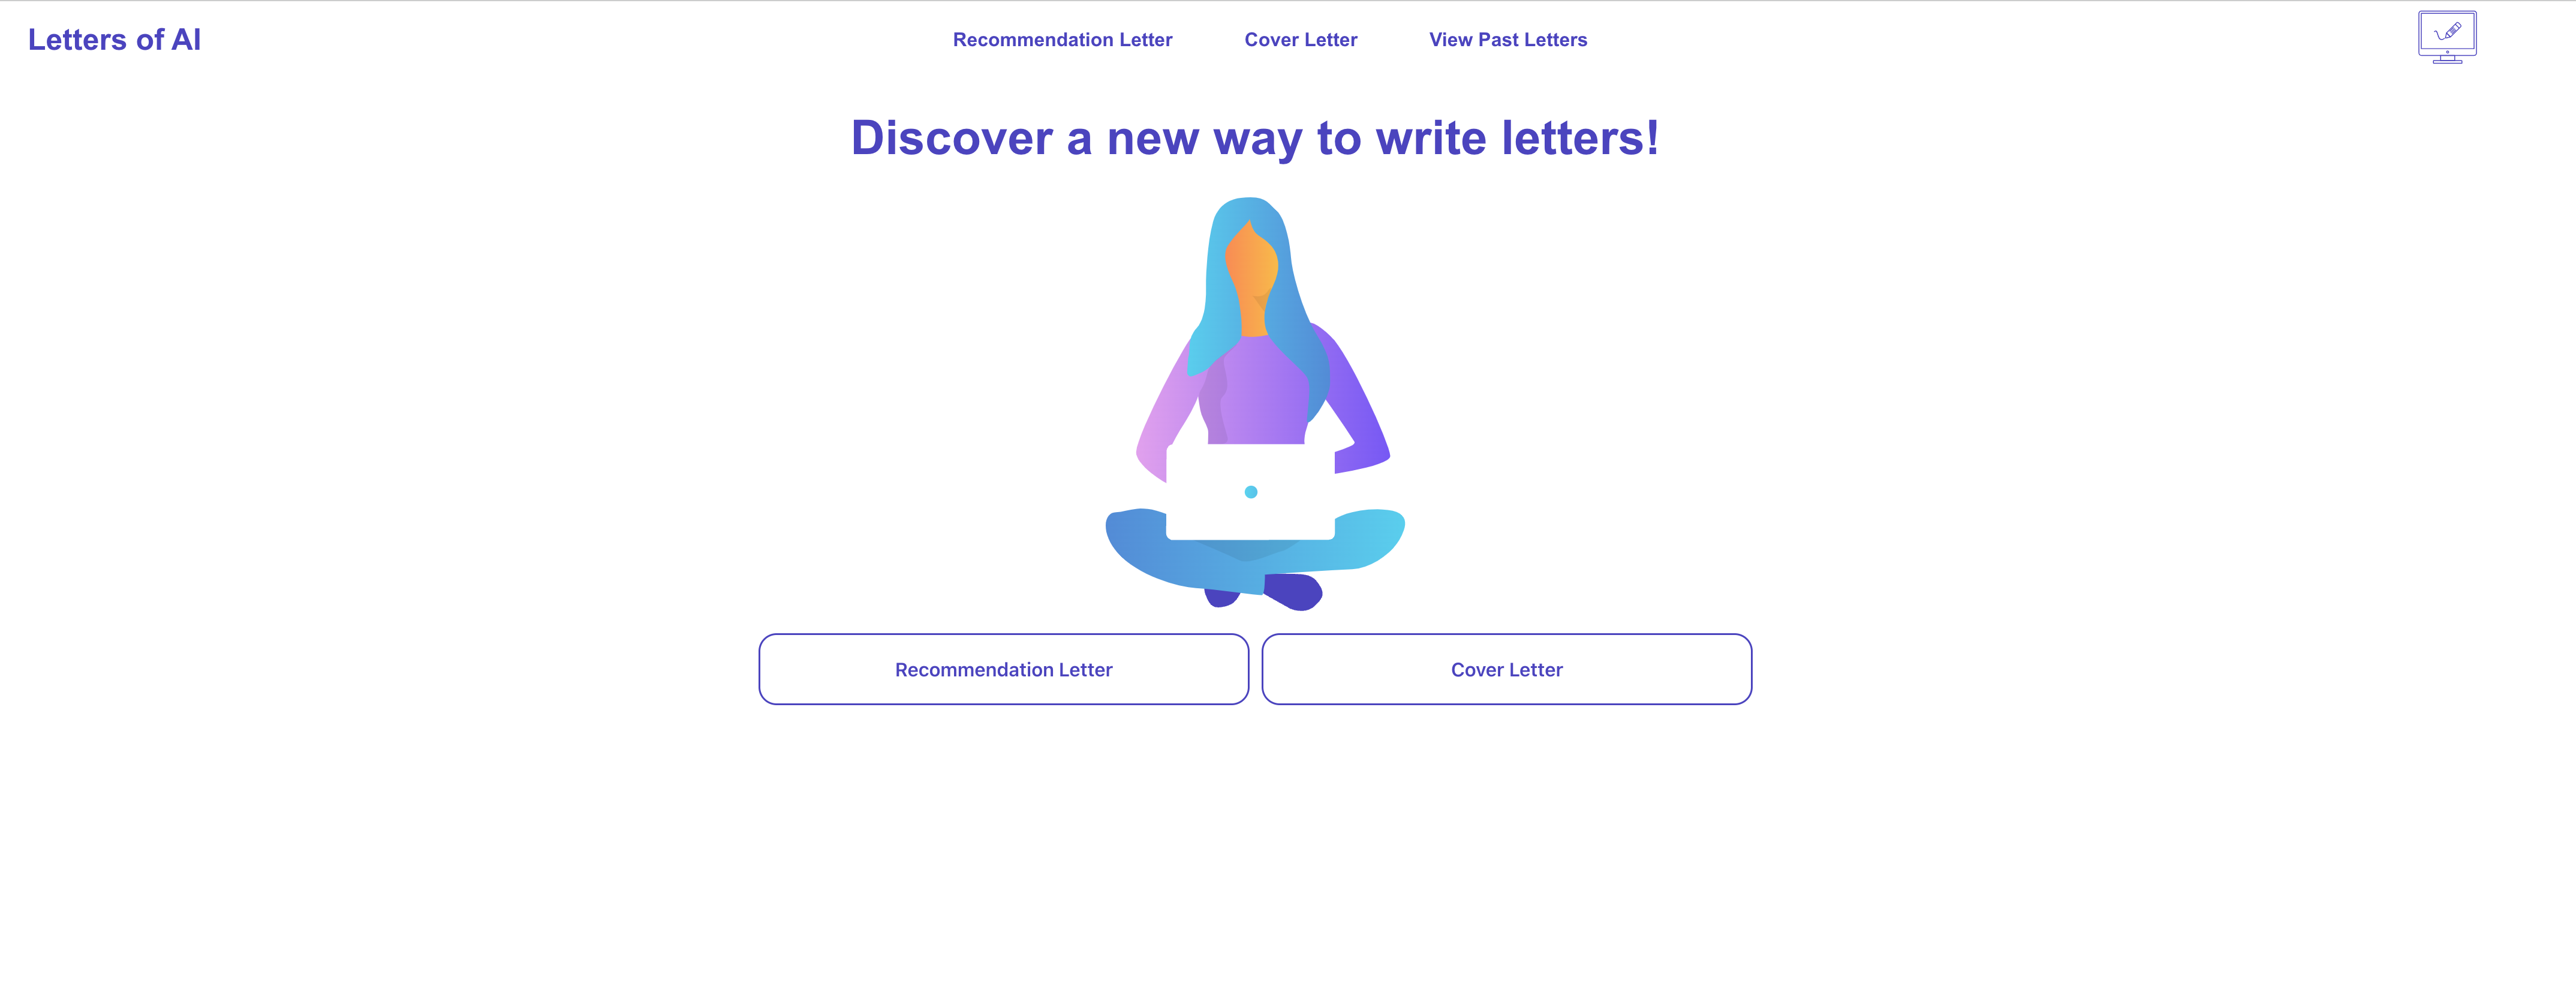 Letters of AI
Recommendation Letter
Cover Letter
View Past Letters
Discover a new way to write letters!
Recommendation Letter
Cover Letter